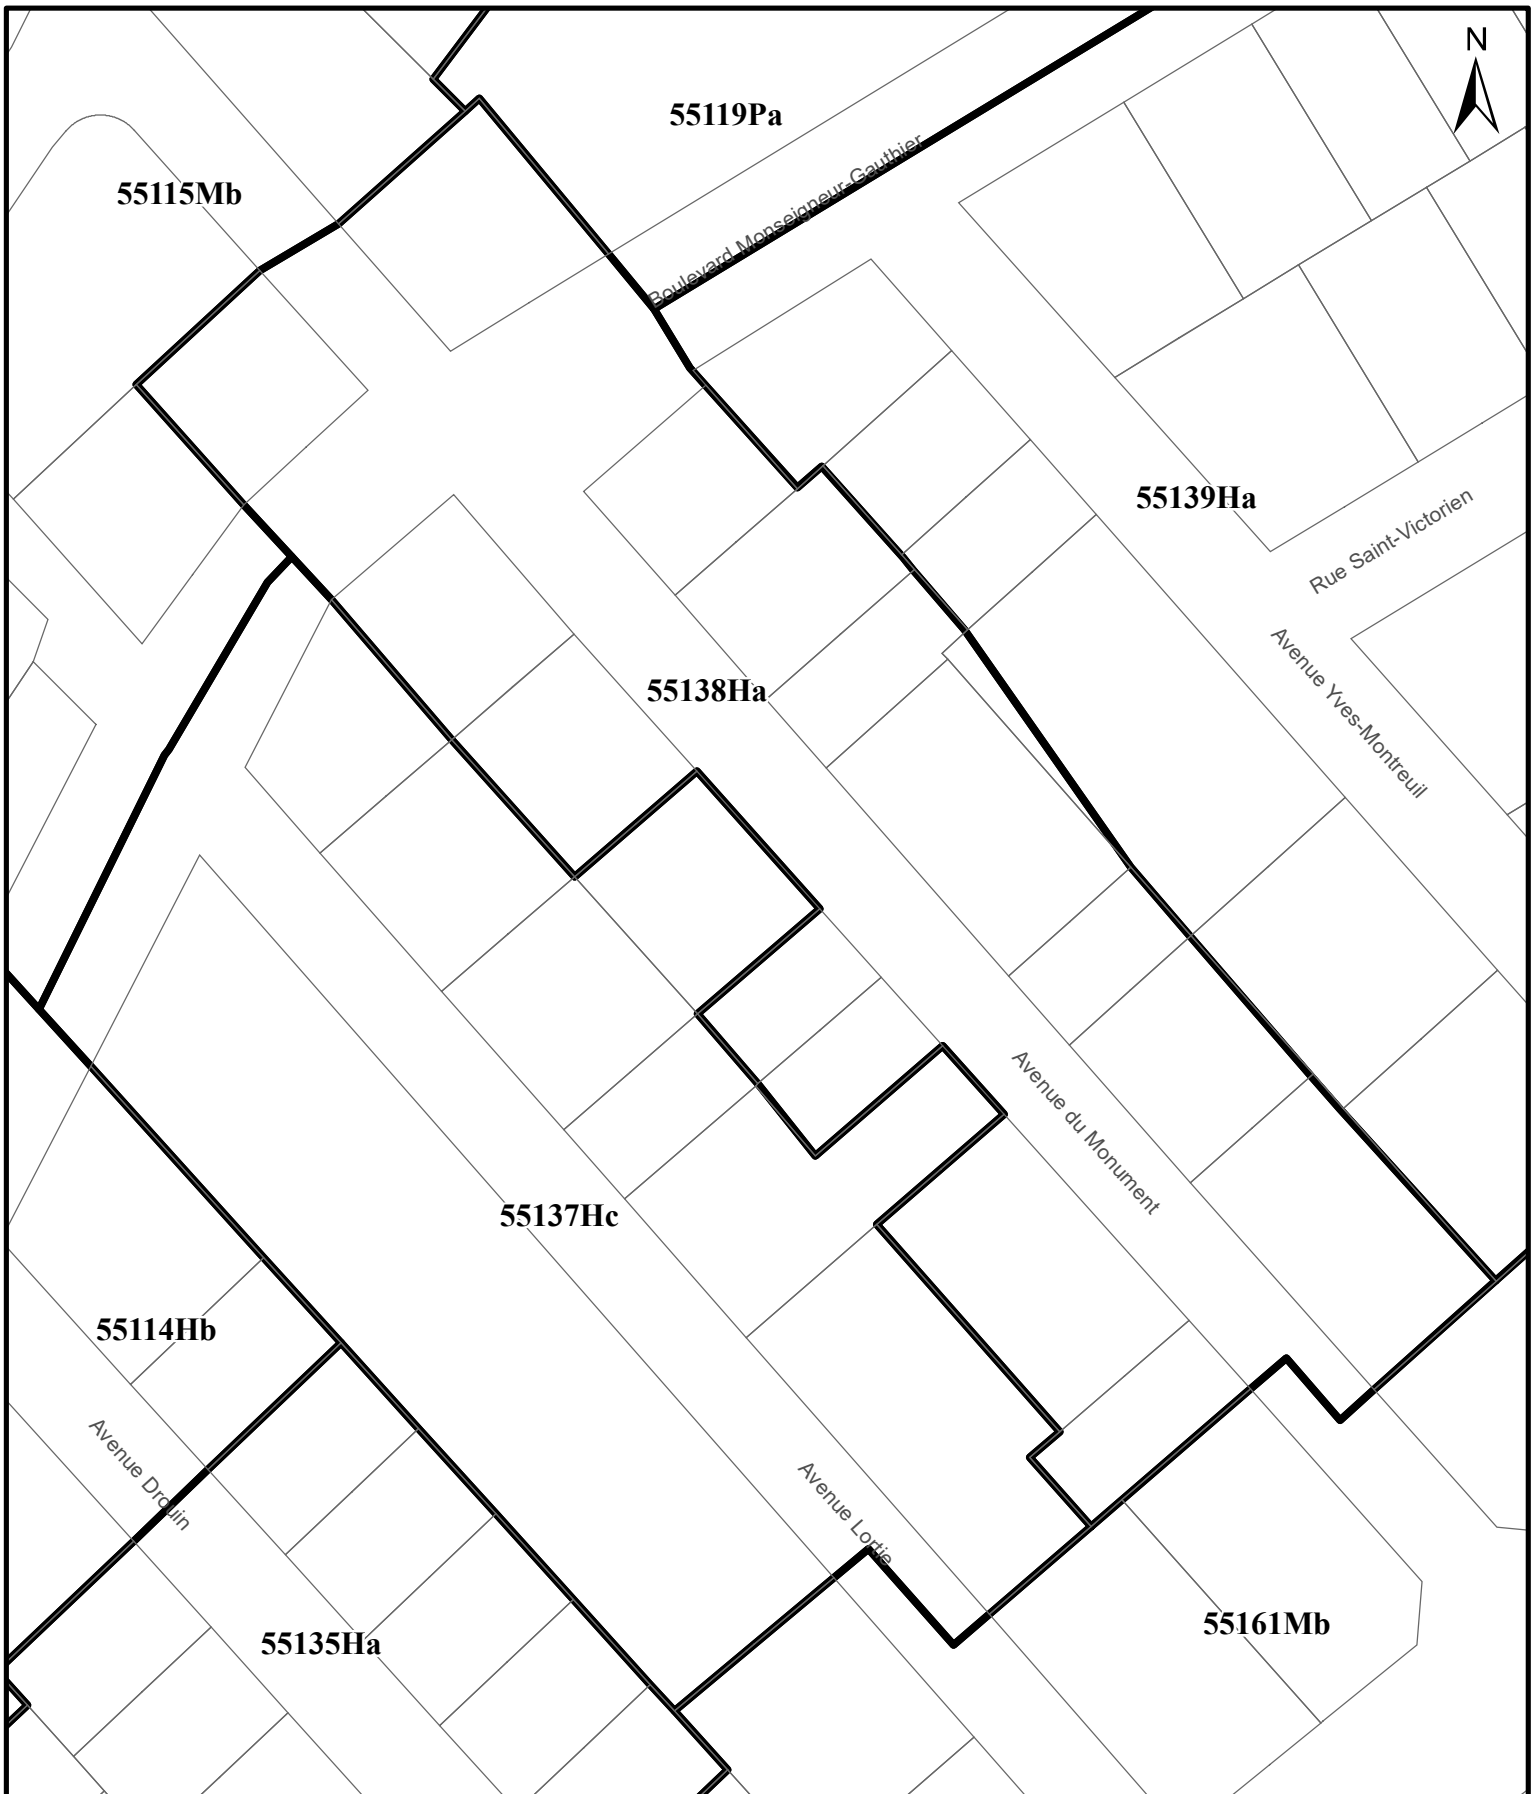 N
55119Pa
Boulevard Monseigneur-Gauthier
55115Mb
55139Ha
Rue Saint-Victorien
Avenue Yves-Montreuil
55138Ha
Avenue du Monument
55137Hc
55114Hb
Avenue Drouin
Avenue Lortie
55135Ha
55161Mb